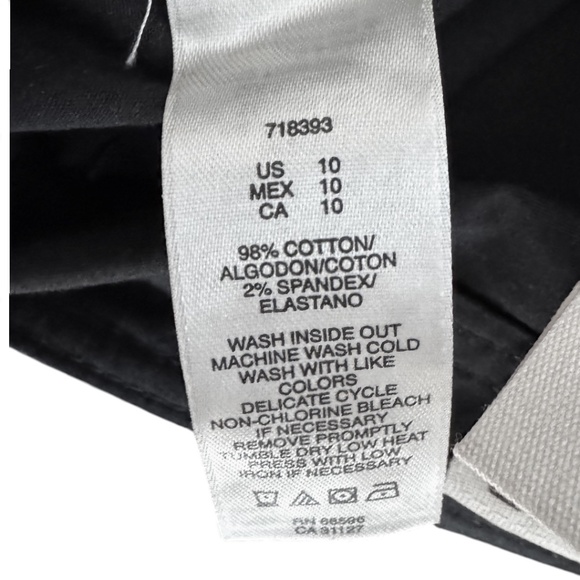 718393
US 10
MEX 10
CA 10
98% COTTON/
ALGODON/COTON
2% SPANDEX/
ELASTANO
WASH INSIDE OUT
MACHINE WASH COLD
WASH WITH LIKE
COLORS
DELICATE CYCLE
NON-CHLORINE BLEACH
IF NECESSARY
REMOVE PROMPTLY
TUMBLE DRY LOW HEAT
PRESS WITH LOW
IRON IF NECESSARY
RN 66596
CA 31127